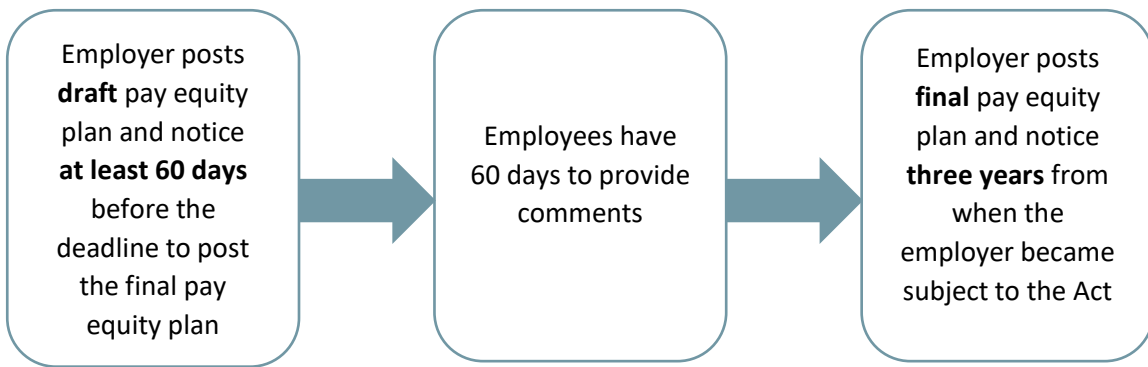 Employer posts
draft pay equity
plan and notice
at least 60 days
before the
deadline to post
the final pay
equity plan
Employees have
60 days to provide
comments
Employer posts
final pay equity
plan and notice
three years from
when the
employer became
subject to the Act